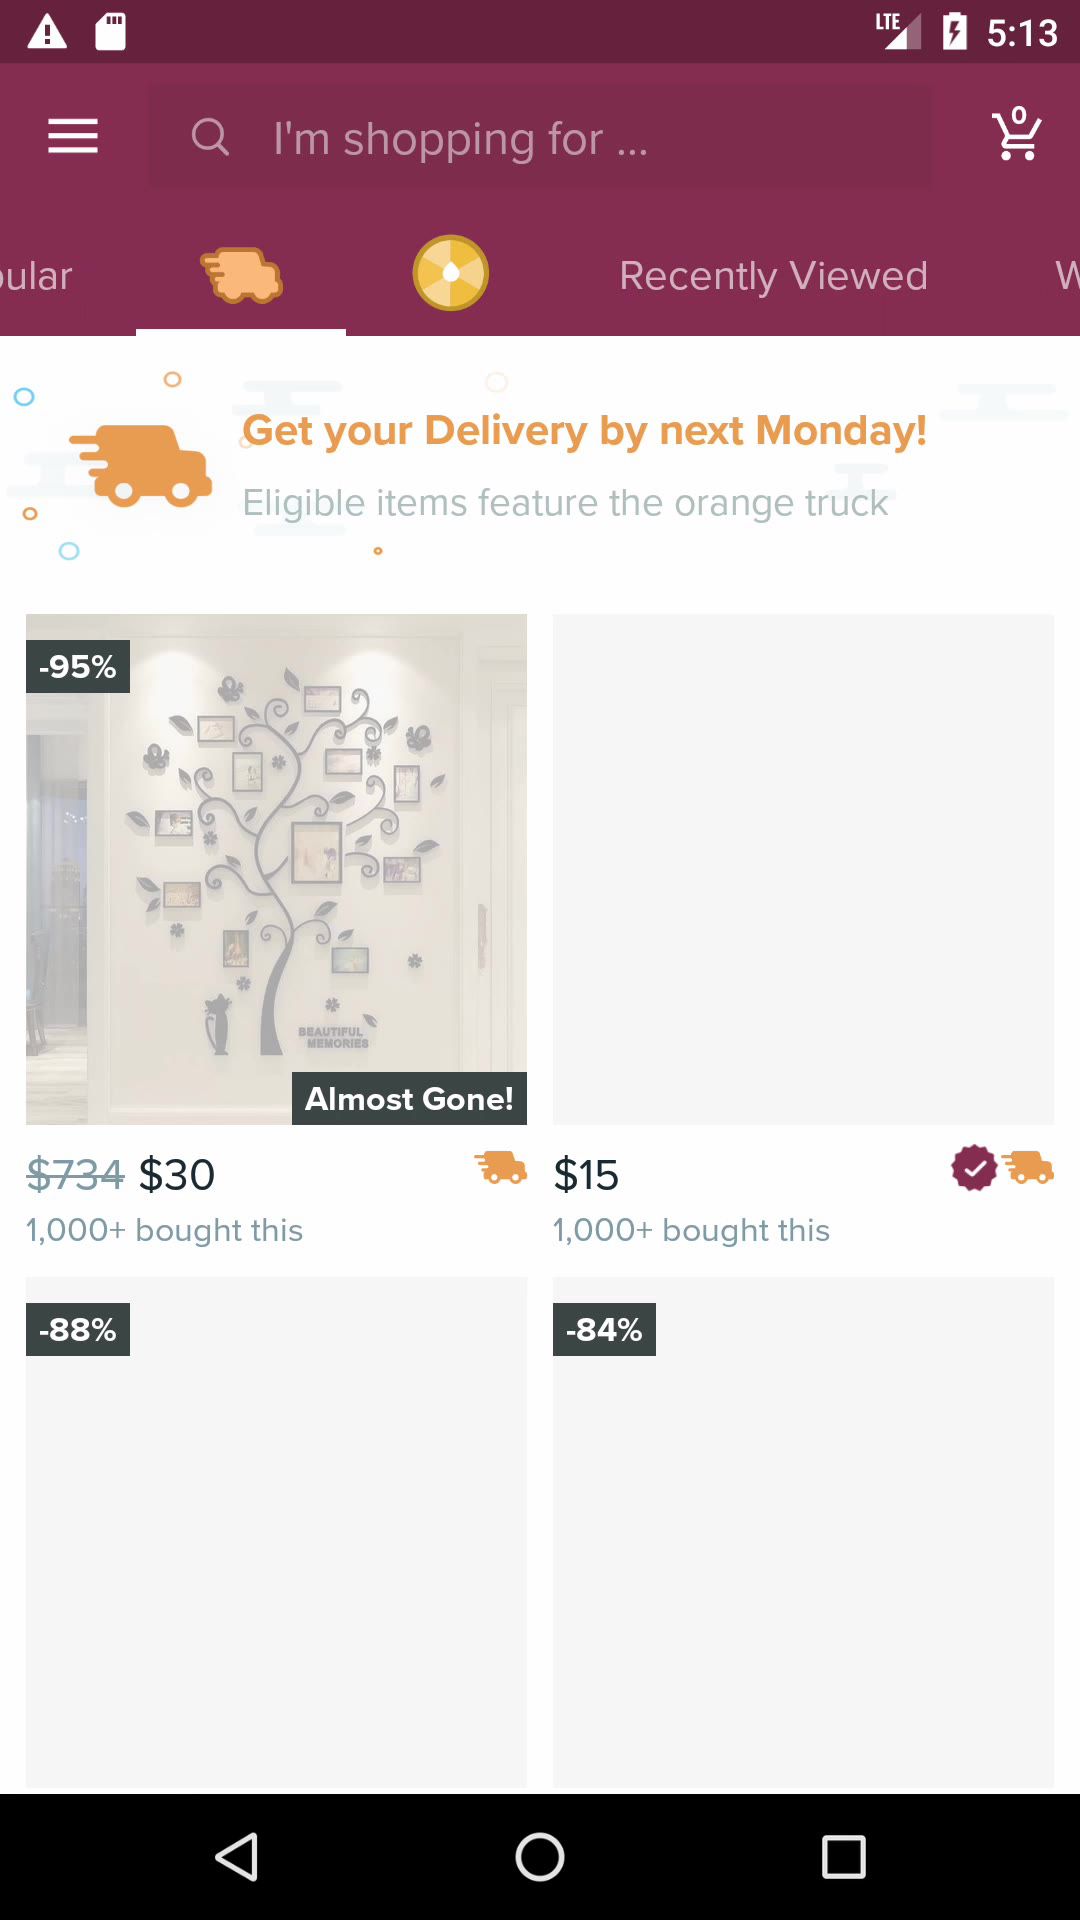 LTE 5:13
I'm shopping for ...
0
pular
Recently Viewed
W
Get your Delivery by next Monday!
Eligible items feature the orange truck
-95%
BEAUTIFUL
MEMORIES
Almost Gone!
$734 $30
$15
1,000+ bought this
1,000+ bought this
-88%
-84%